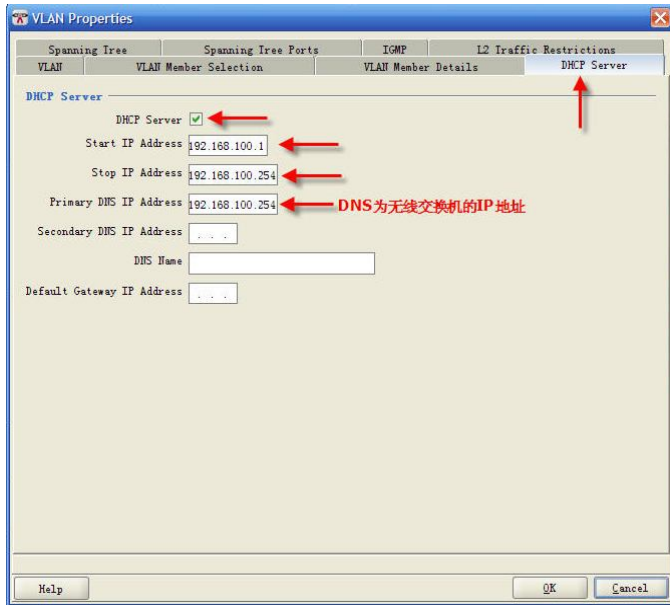 VLAN Properties
Spanning Tree Spanning Tree Ports IGMP L2 Traffic Restrictions
VLAN VLAN Member Selection VLAN Member Details DHCP Server
DHCP Server
DHCP Server
Start IP Address 192.168.100.1
Stop IP Address 192.168.100.254
Primary DNS IP Address 192.168.100.254 DNS为无线交换机的IP地址
Secondary DNS IP Address . . .
DNS Name
Default Gateway IP Address . . .
Help OK Cancel